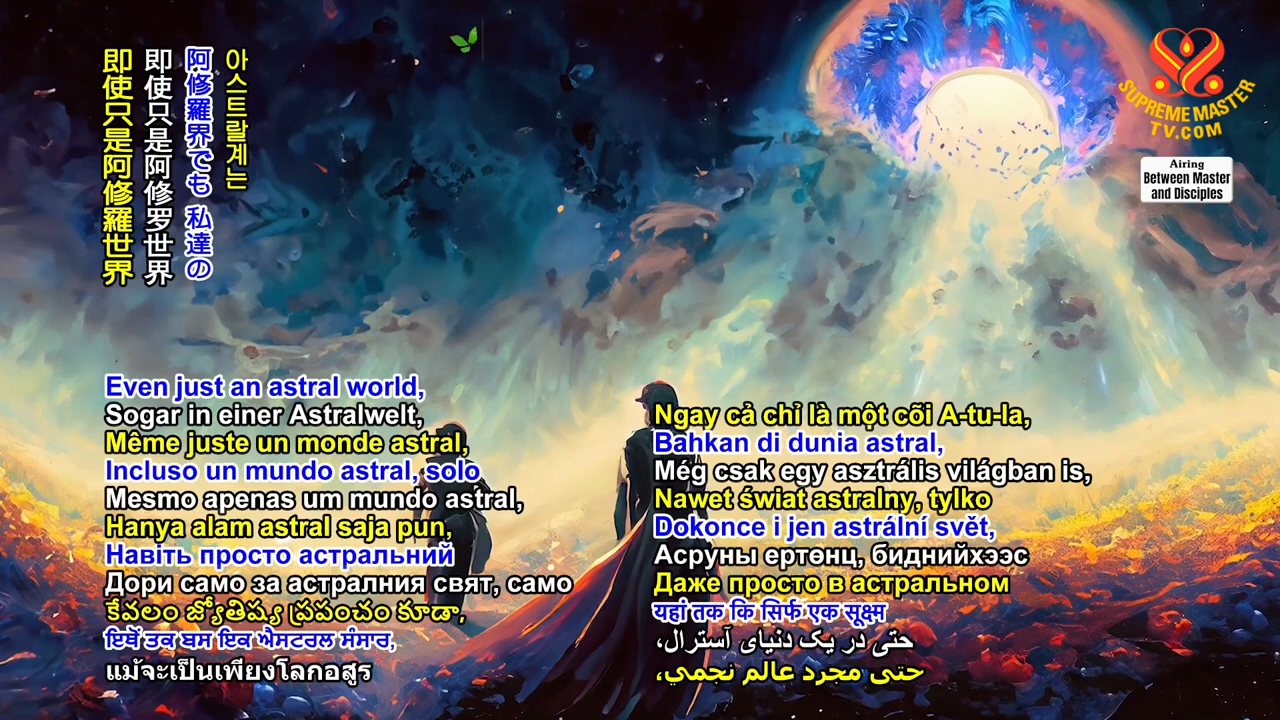 아스트랄계는
阿修羅界でも 私達の
即使只是阿修罗世界
即使只是阿修羅世界
SUPREME MASTER
TV.COM
Airing
Between Master
and Disciples
Even just an astral world,
Sogar in einer Astralwelt,
Même juste un monde astral,
Incluso un mundo astral, solo
Mesmo apenas um mundo astral,
Hanya alam astral saja pun,
Навіть просто астральний
Дори само за астралния свят, само
కేవలం జ్యోతిష్య ప్రపంచం కూడా,
ਇਥੋਂ ਤਕ ਬਸ ਇਕ ਐਸਟਰਲ ਸੰਸਾਰ,
แม้จะเป็นเพียงโลกอสูร
Ngay cả chỉ là một cõi A-tu-la,
Bahkan di dunia astral,
Még csak egy asztrális világban is,
Nawet świat astralny, tylko
Dokonce i jen astrální svět,
Асруны ертөнц, биднийхээс
Даже просто в астральном
यहां तक कि सिर्फ एक सूक्ष्म
حتی در یک دنیای آسترال،
حتى مجرد عالم نجمي،